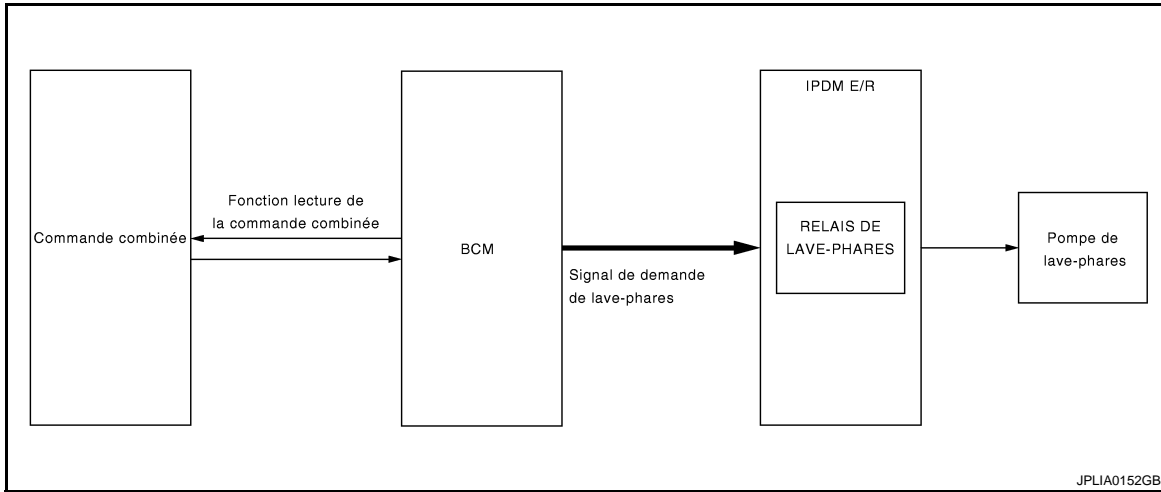 Commande combinée
Fonction lecture de
la commande combinée
BCM
Signal de demande
de lave-phares
IPDM E/R
RELAIS DE
LAVE-PHARES
Pompe de
lave-phares
JPLIA0152GB